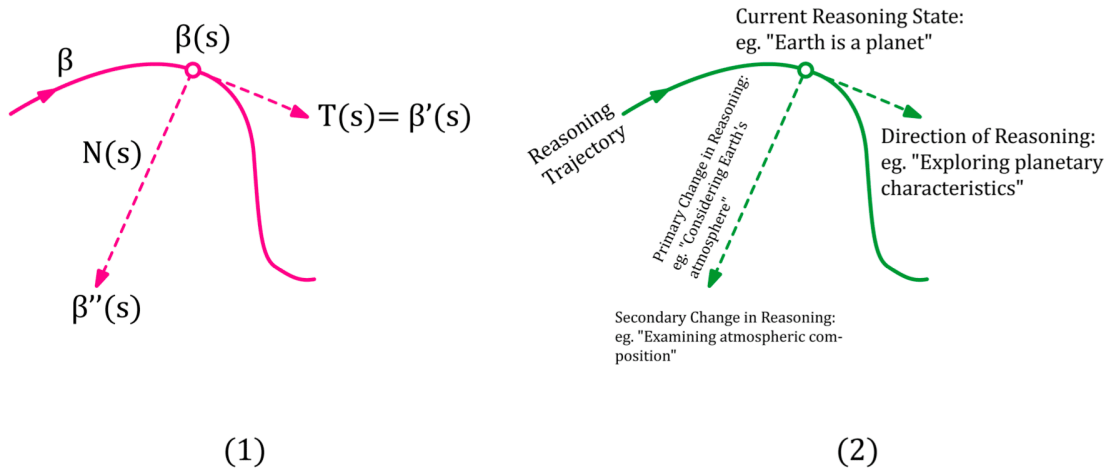 β(s)
β
T(s)= β'(s)
N(s)
β''(s)
(1)
Current Reasoning State:
eg. "Earth is a planet"
Reasoning
Trajectory
Primary Change in Reasoning:
eg. "Considering Earth's
atmosphere"
Direction of Reasoning:
eg. "Exploring planetary
characteristics"
Secondary Change in Reasoning:
eg. "Examining atmospheric com-
position"
(2)